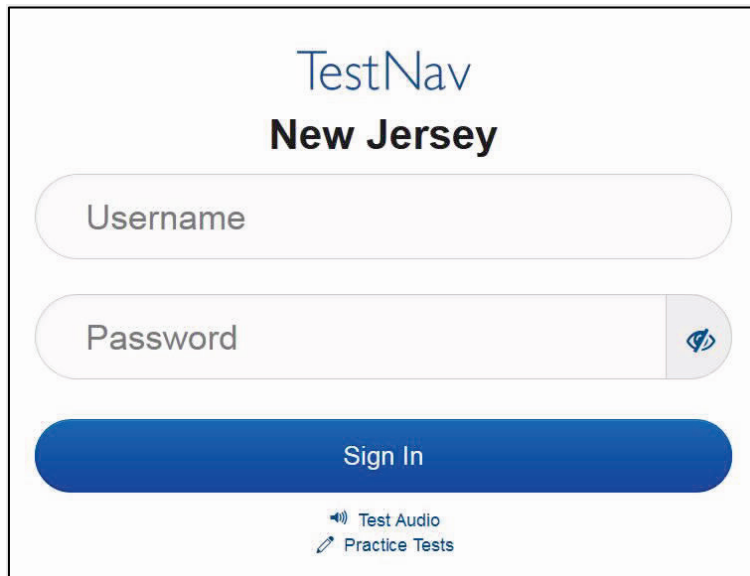 TestNav
New Jersey
Username
Password
Sign In
Test Audio
Practice Tests